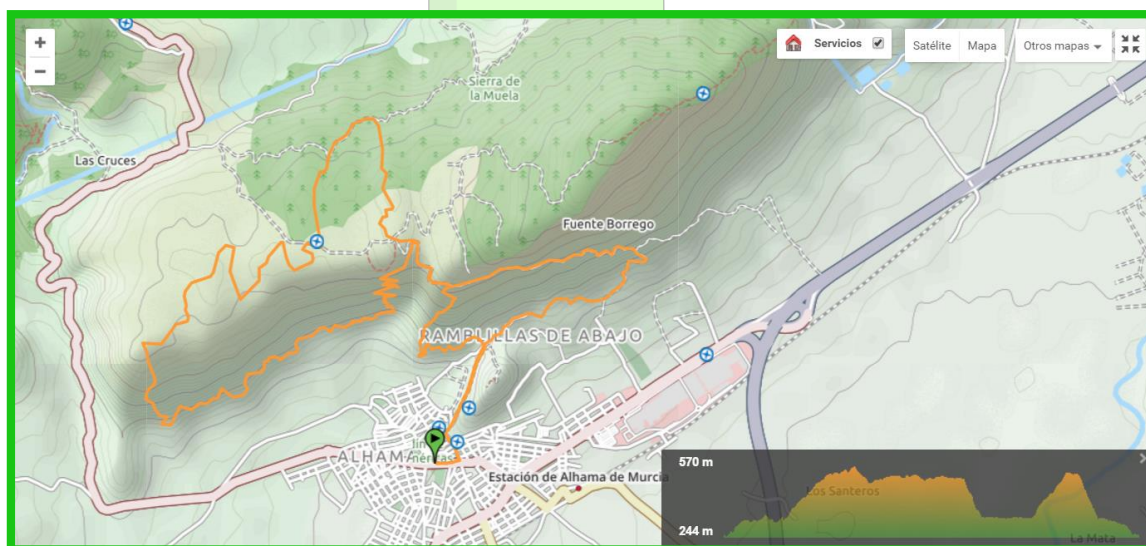 +
Servicios
Satélite
Mapa
Otros mapas
−
Sierra de
la Muela
Las Cruces
Fuente Borrego
RAMBLILLAS DE ABAJO
ALHAMA
Estación de Alhama de Murcia
570 m
Los Santeros
244 m
La Mata